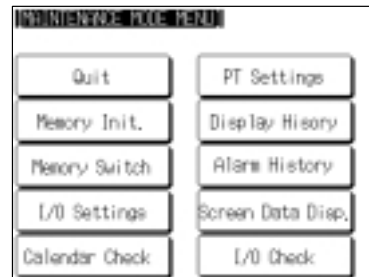 [MAINTENANCE MODE MENU]
Quit
PT Settings
Memory Init.
Display Hisory
Memory Switch
Alarm History
I/O Settings
Screen Data Disp.
Calendar Check
I/O Check